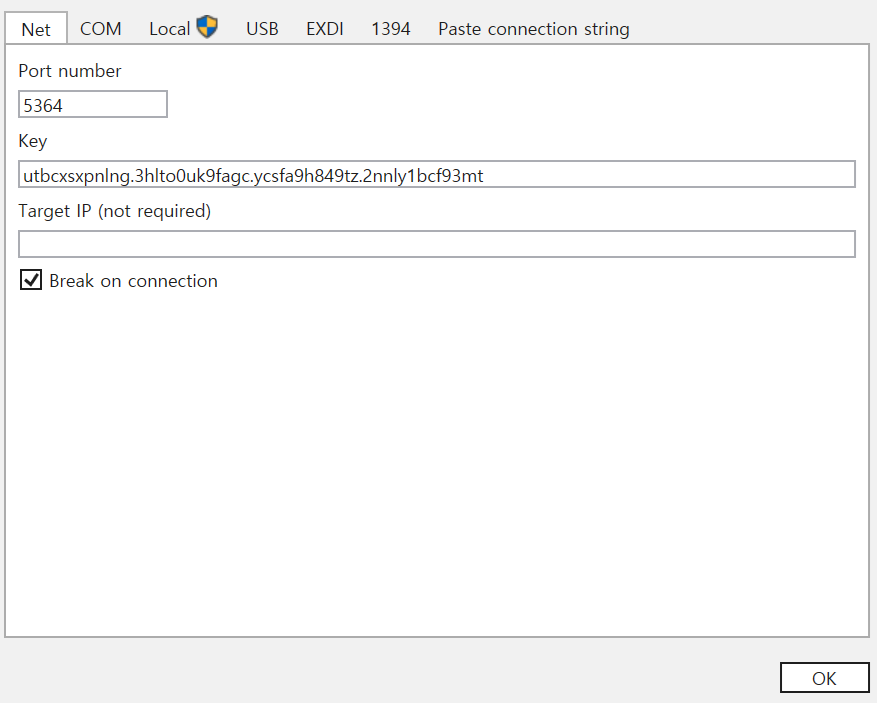 Net COM Local USB EXDI 1394 Paste connection string
Port number
5364
Key
utbcxsxpnlng.3hlto0uk9fagc.ycsfa9h849tz.2nnly1bcf93mt
Target IP (not required)
Break on connection
OK